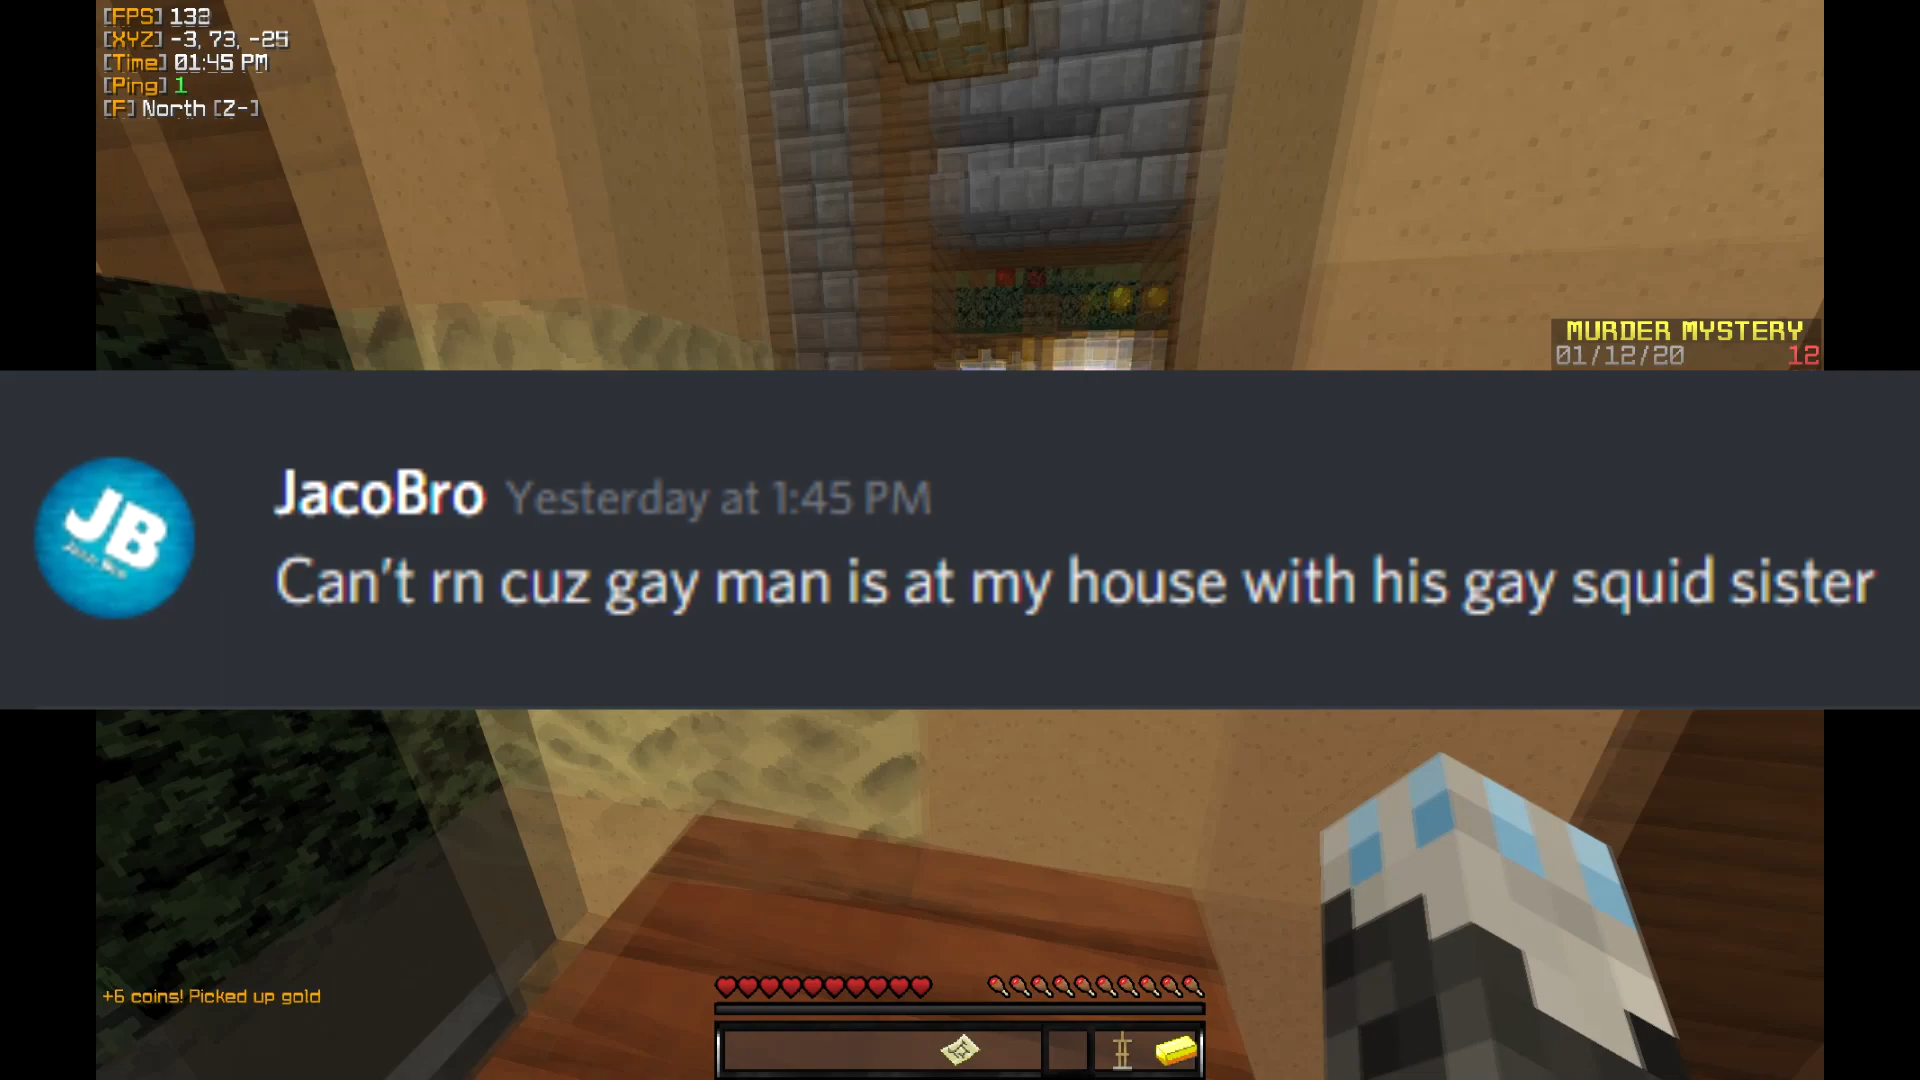 [FPS] 132
[XYZ] -3, 73, -25
[Time] 01:45 PM
[Ping] 1
[F] North [Z-]
MURDER MYSTERY
01/12/20 12
JB
JacoBro Yesterday at 1:45 PM
Can't rn cuz gay man is at my house with his gay squid sister
+6 coins! Picked up gold